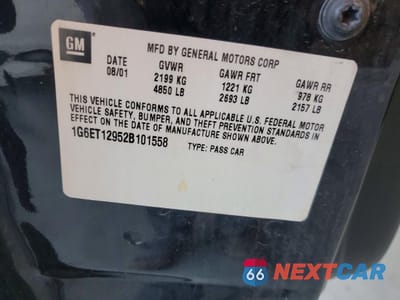 GM
MFD BY GENERAL MOTORS CORP
DATE GVWR GAWR FRT GAWR RR
08/01 2199 KG 1221 KG 978 KG
4850 LB 2693 LB 2157 LB
THIS VEHICLE CONFORMS TO ALL APPLICABLE U.S. FEDERAL MOTOR
VEHICLE SAFETY, BUMPER, AND THEFT PREVENTION STANDARDS IN
EFFECT ON THE DATE OF MANUFACTURE SHOWN ABOVE.
1G6ET12952B101558 TYPE: PASS CAR
66 NEXTCAR